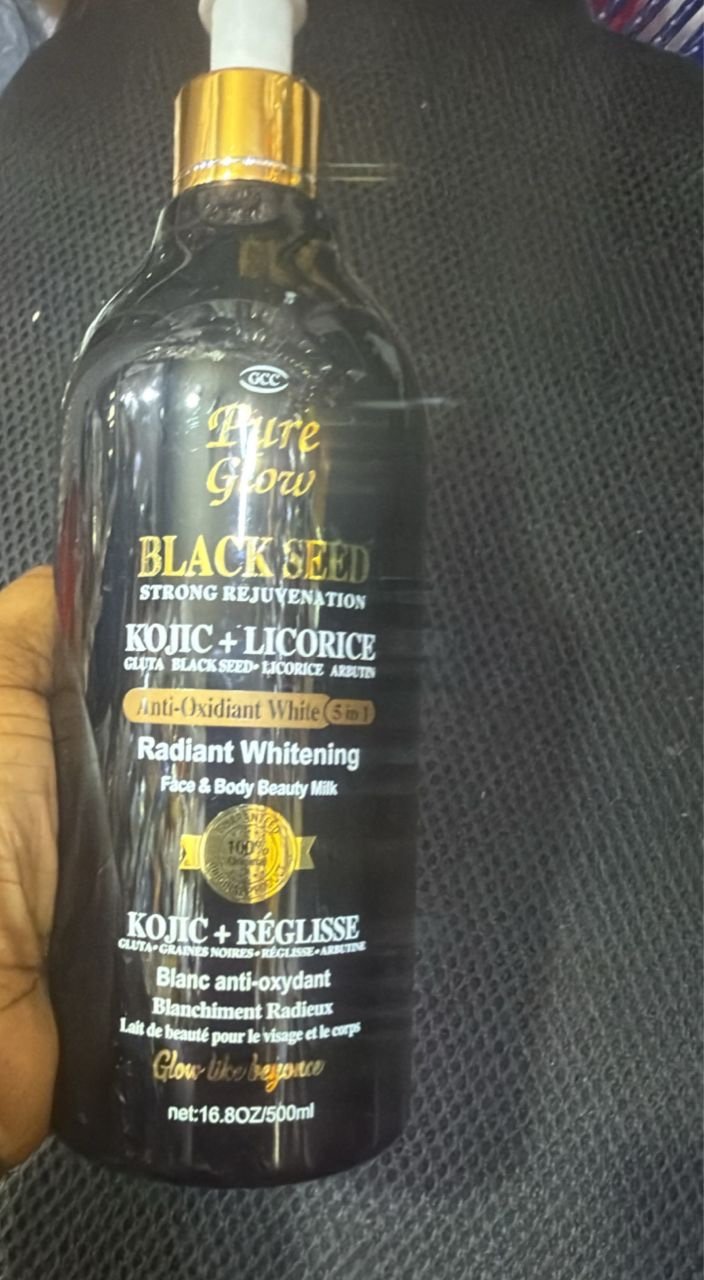 GCC
Pure
Glow
BLACK SEED
STRONG REJUVENATION
KOJIC + LICORICE
GLUTA BLACK SEED• LICORICE ARBUTIN
Anti-Oxidiant White 5 in 1
Radiant Whitening
Face & Body Beauty Milk
100%
KOJIC + RÉGLISSE
GLUTA•GRAINES NOIRES•RÉGLISSE•ARBUTINE
Blanc anti-oxydant
Blanchiment Radieux
Lait de beauté pour le visage et le corps
Glow like beyonce
net:16.8OZ/500ml